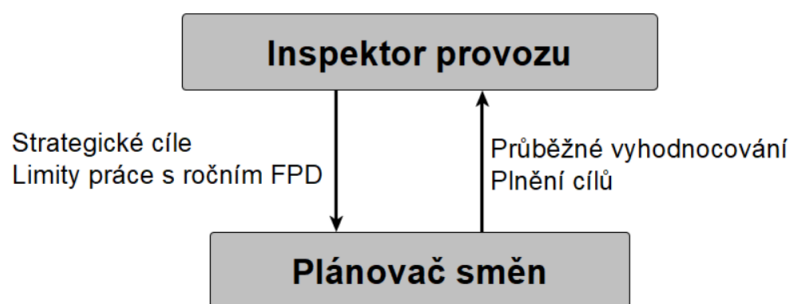 Inspektor provozu
Strategické cíle
Limity práce s ročním FPD
Průběžné vyhodnocování
Plnění cílů
Plánovač směn